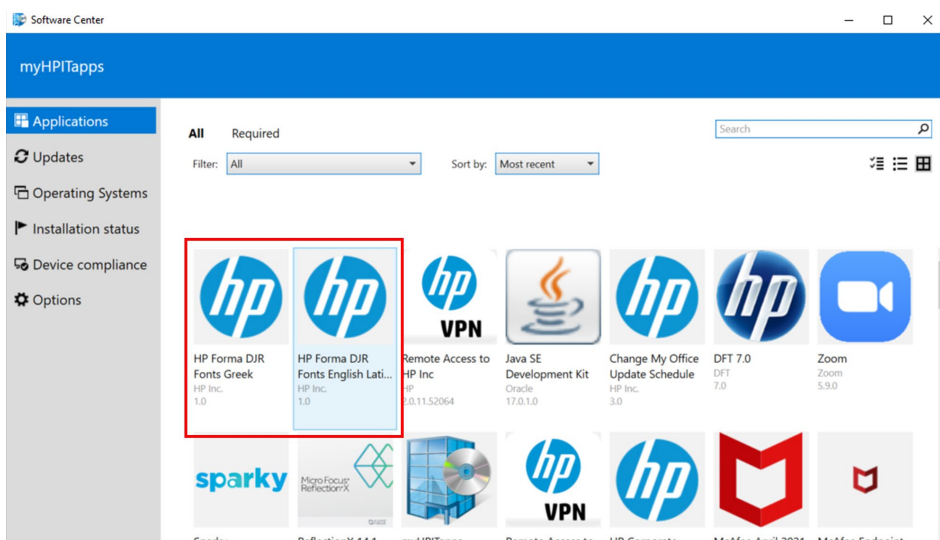 Software Center
myHPITapps
Applications
Updates
Operating Systems
Installation status
Device compliance
Options
All Required
Search
Filter: All Sort by: Most recent
hp
hp
hp
VPN
hp
hp
HP Forma DJR
Fonts Greek
HP Inc.
1.0
HP Forma DJR
Fonts English Lati...
HP Inc.
1.0
Remote Access to
HP Inc
HP
2.0.11.52064
Java SE
Development Kit
Oracle
17.0.1.0
Change My Office
Update Schedule
HP Inc.
3.0
DFT 7.0
DFT
7.0
Zoom
Zoom
5.9.0
sparky
Micro Focus
Reflection X
hp
VPN
hp